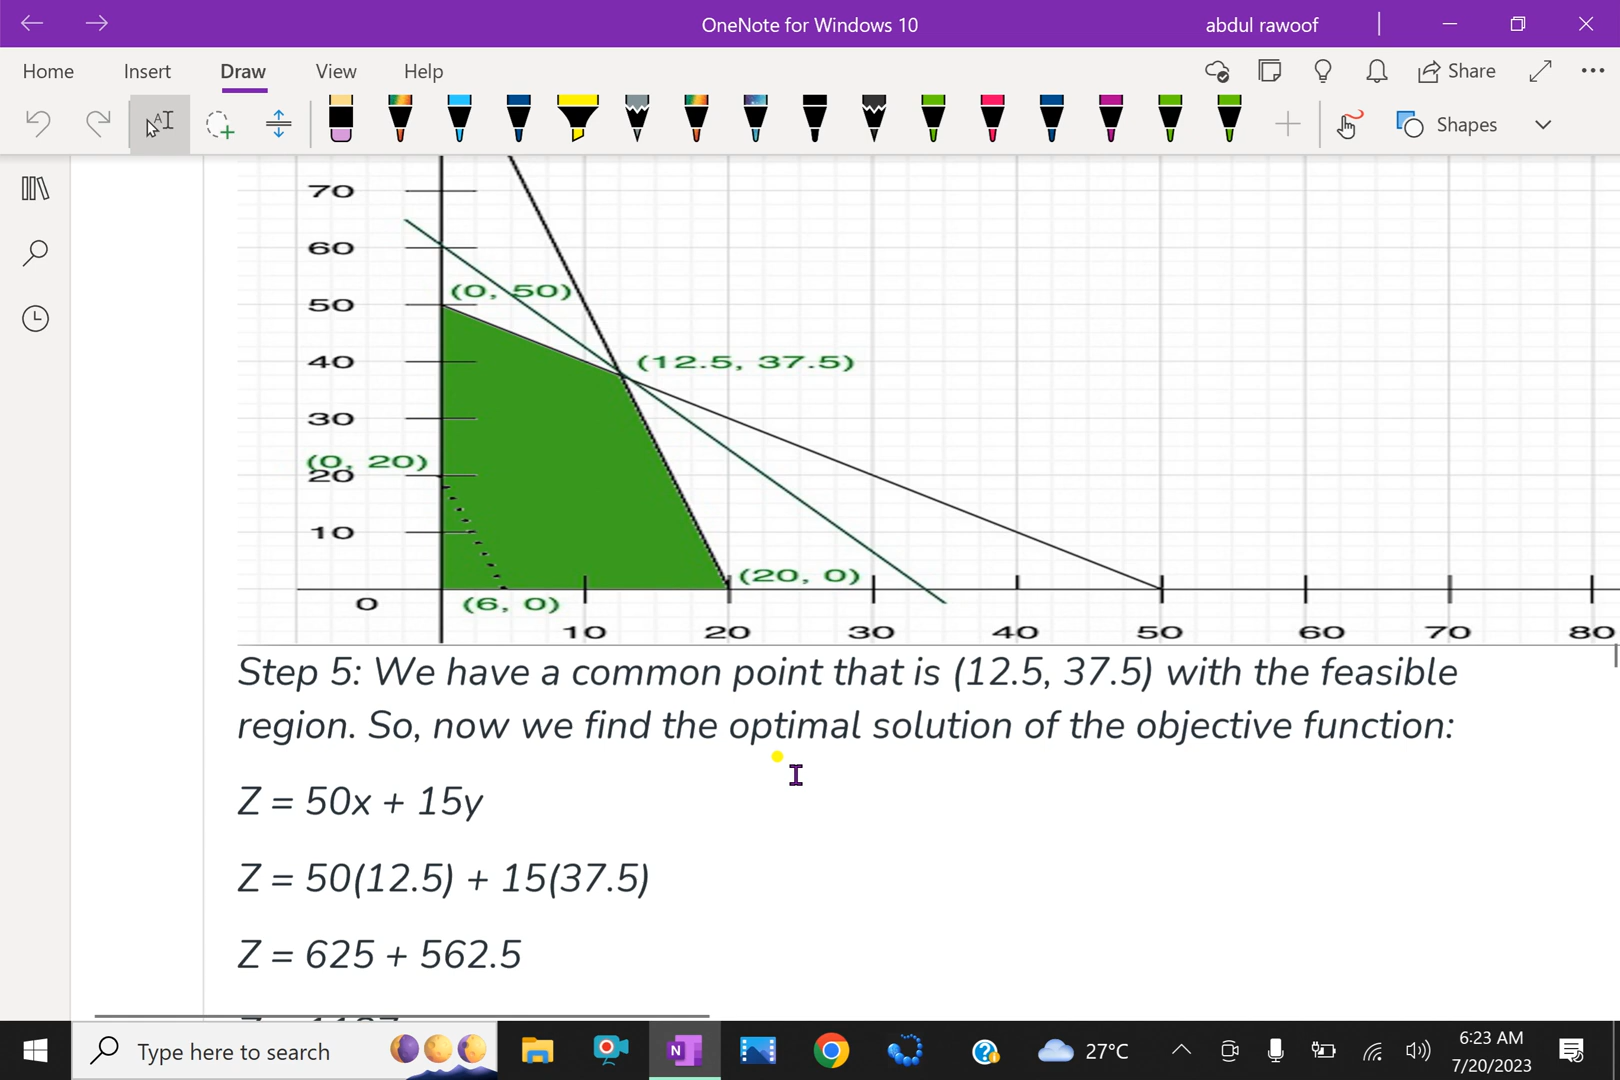 OneNote for Windows 10
abdul rawoof
Home Insert Draw View Help
Share
Shapes
70
60
(0, 50)
50
40
(12.5, 37.5)
30
(0, 20)
20
10
(20, 0)
0
(6, 0)
10 20 30 40 50 60 70 80
Step 5: We have a common point that is (12.5, 37.5) with the feasible
region. So, now we find the optimal solution of the objective function:
Z = 50x + 15y
Z = 50(12.5) + 15(37.5)
Z = 625 + 562.5
Type here to search
27°C
6:23 AM
7/20/2023